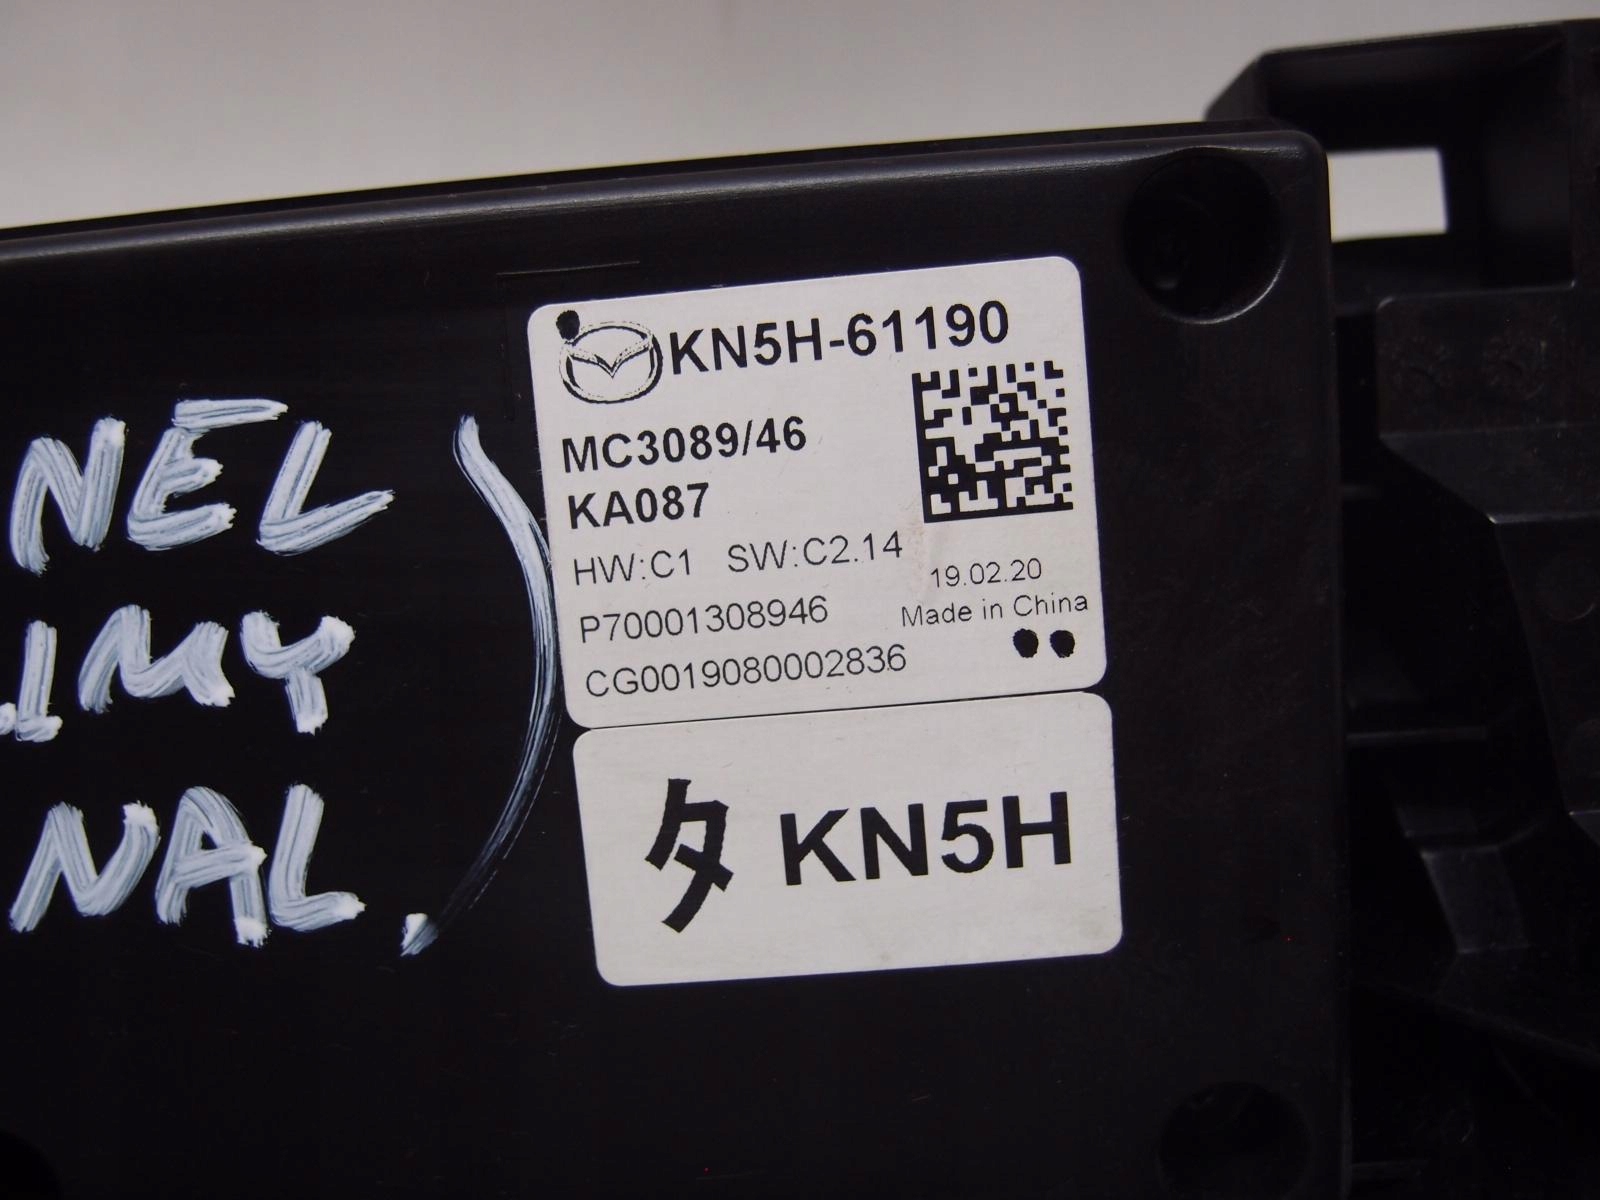 KN5H-61190
MC3089/46
KA087
HW:C1 SW:C2.14
19.02.20
P70001308946
Made in China
CG0019080002836
タ KN5H
NEL )
IMY
NAL.